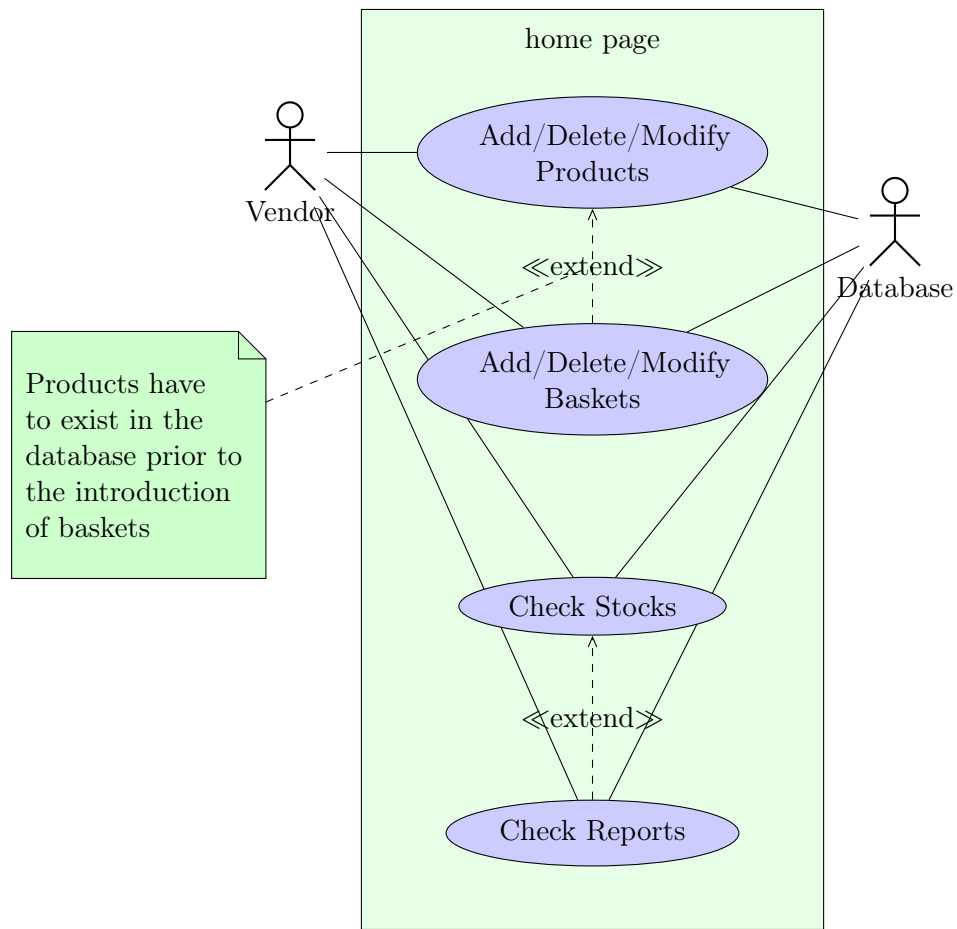 home page
Add/Delete/Modify
Products
Vendor
≪extend≫
Database
Add/Delete/Modify
Baskets
Products have
to exist in the
database prior to
the introduction
of baskets
Check Stocks
≪extend≫
Check Reports